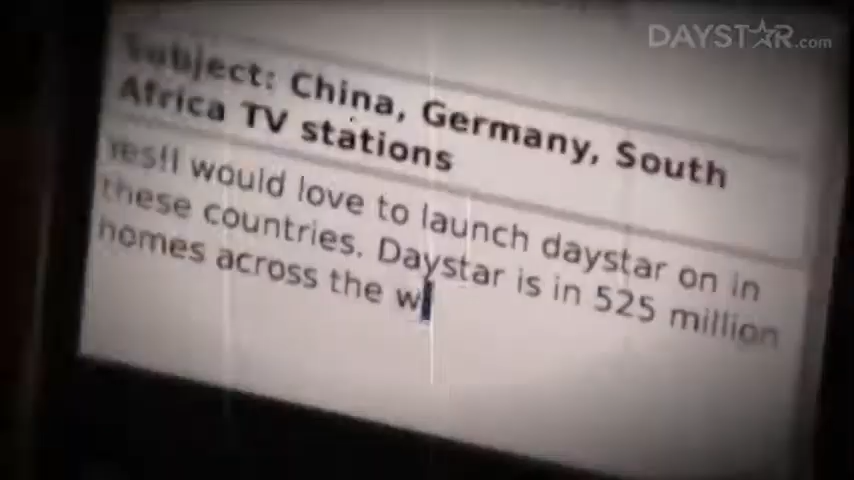 DAYSTAR.com
Subject: China, Germany, South
Africa TV stations
Yes!I would love to launch daystar on in
these countries. Daystar is in 525 million
homes across the w